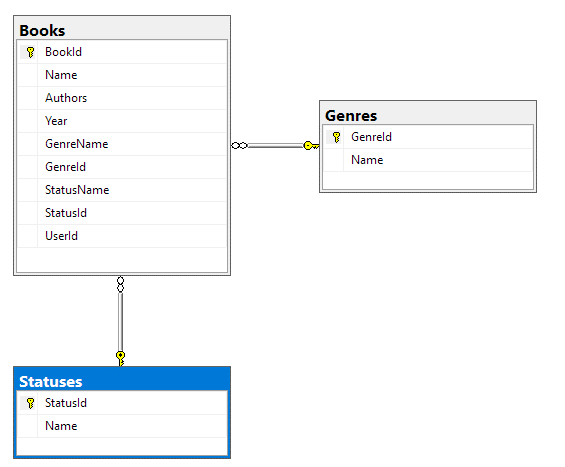 Books
BookId
Name
Authors
Year
GenreName
GenreId
StatusName
StatusId
UserId
Genres
GenreId
Name
Statuses
StatusId
Name